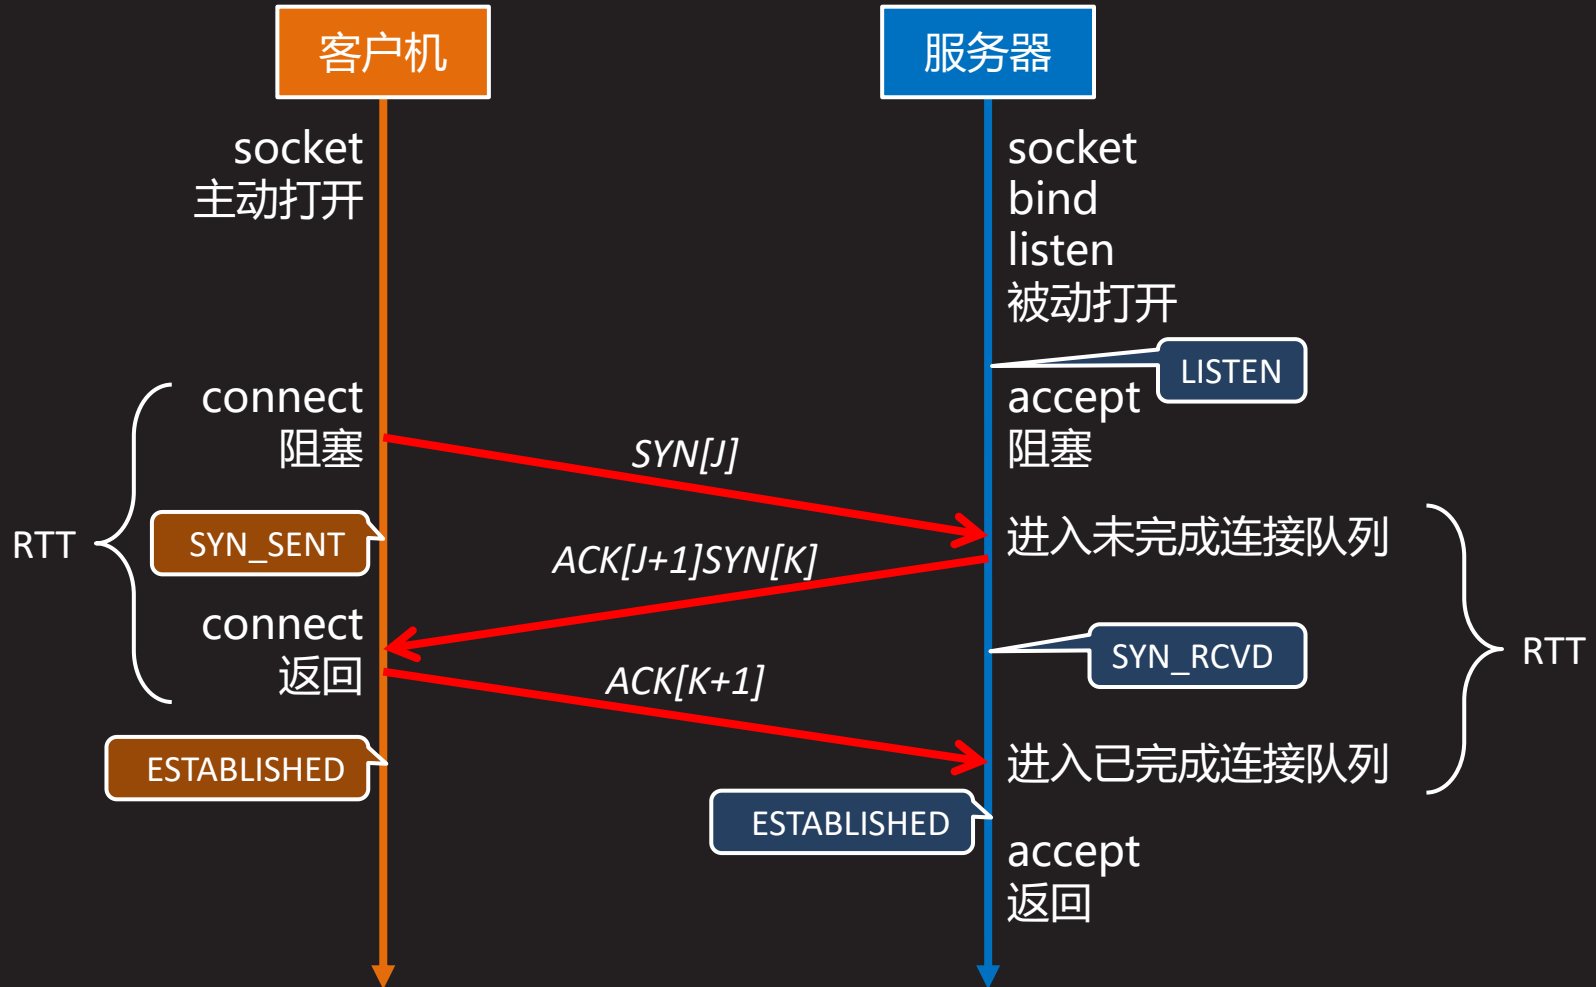 客户机
服务器
socket
主动打开
socket
bind
listen
被动打开
LISTEN
connect
阻塞
accept
阻塞
SYN[J]
RTT
SYN_SENT
进入未完成连接队列
ACK[J+1]SYN[K]
connect
返回
SYN_RCVD
RTT
ACK[K+1]
ESTABLISHED
进入已完成连接队列
ESTABLISHED
accept
返回